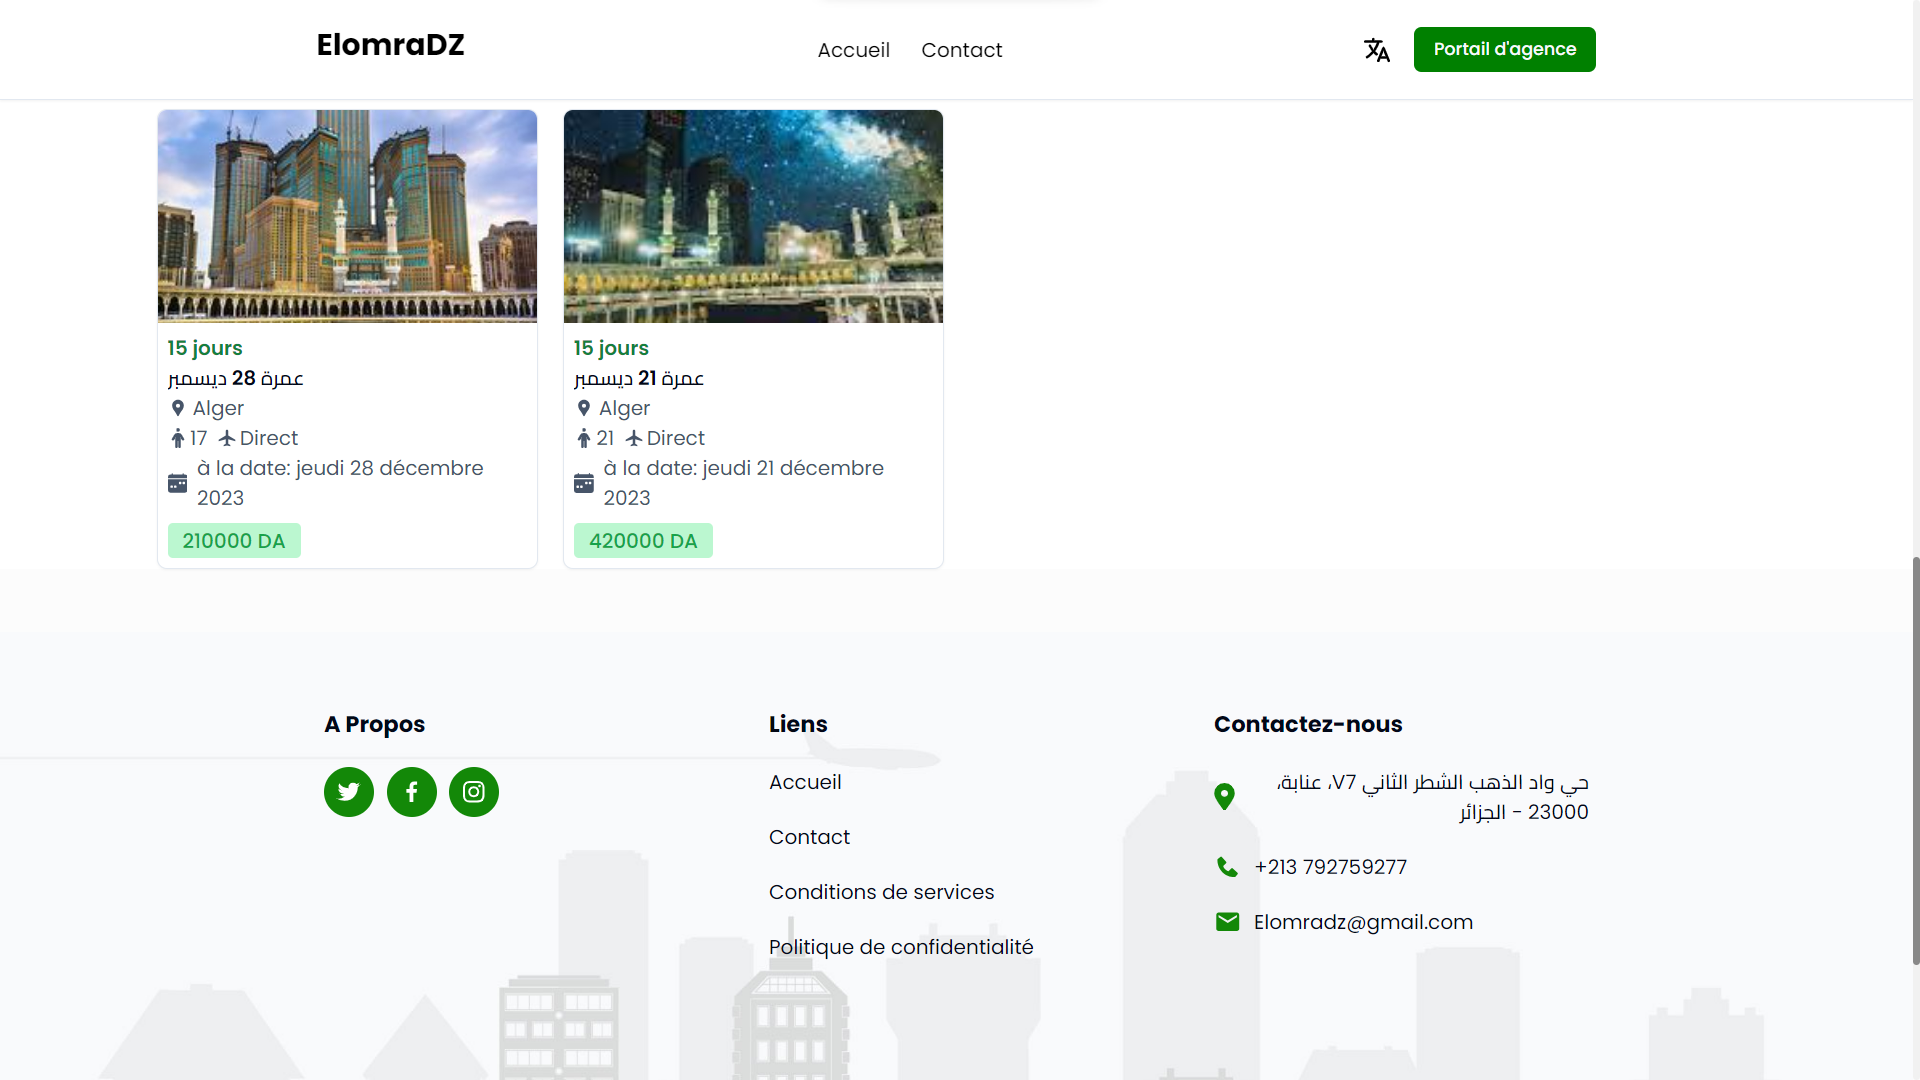 ElomraDZ
Accueil
Contact
Portail d'agence
15 jours
عمرة 28 ديسمبر
Alger
17
Direct
à la date: jeudi 28 décembre
2023
210000 DA
15 jours
عمرة 21 ديسمبر
Alger
21
Direct
à la date: jeudi 21 décembre
2023
420000 DA
A Propos
Liens
Accueil
Contact
Conditions de services
Politique de confidentialité
Contactez-nous
حي واد الذهب الشطر الثاني V7، عنابة،
23000 - الجزائر
+213 792759277
Elomradz@gmail.com